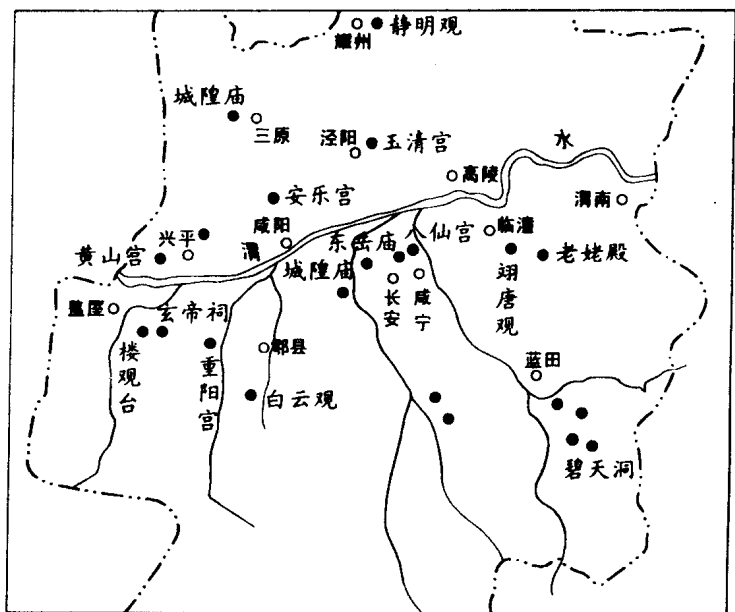 静明观
耀州
城隍庙
三原
泾阳
玉清宫
水
高陵
安乐宫
渭南
咸阳
兴平
黄山宫
渭
东岳庙
八仙宫
临潼
老姥殿
城隍庙
翊唐观
长安
咸宁
盩厔
玄帝祠
楼观台
重阳宫
鄠县
蓝田
白云观
碧天洞